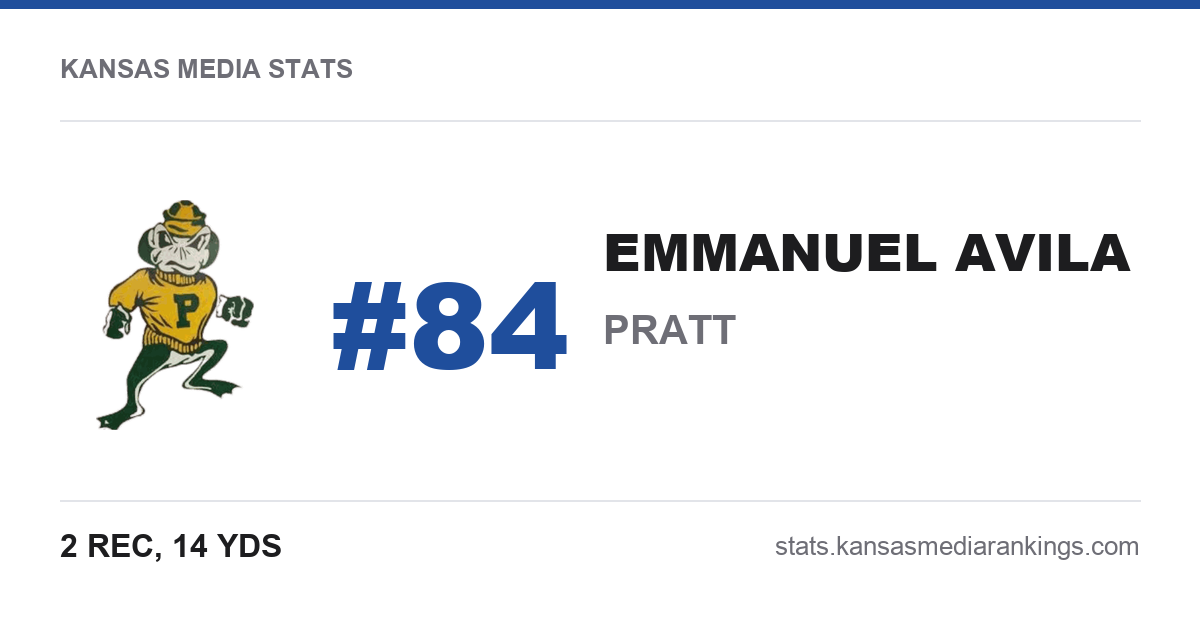 KANSAS MEDIA STATS
P
#84
EMMANUEL AVILA
PRATT
2 REC, 14 YDS
stats.kansasmediarankings.com